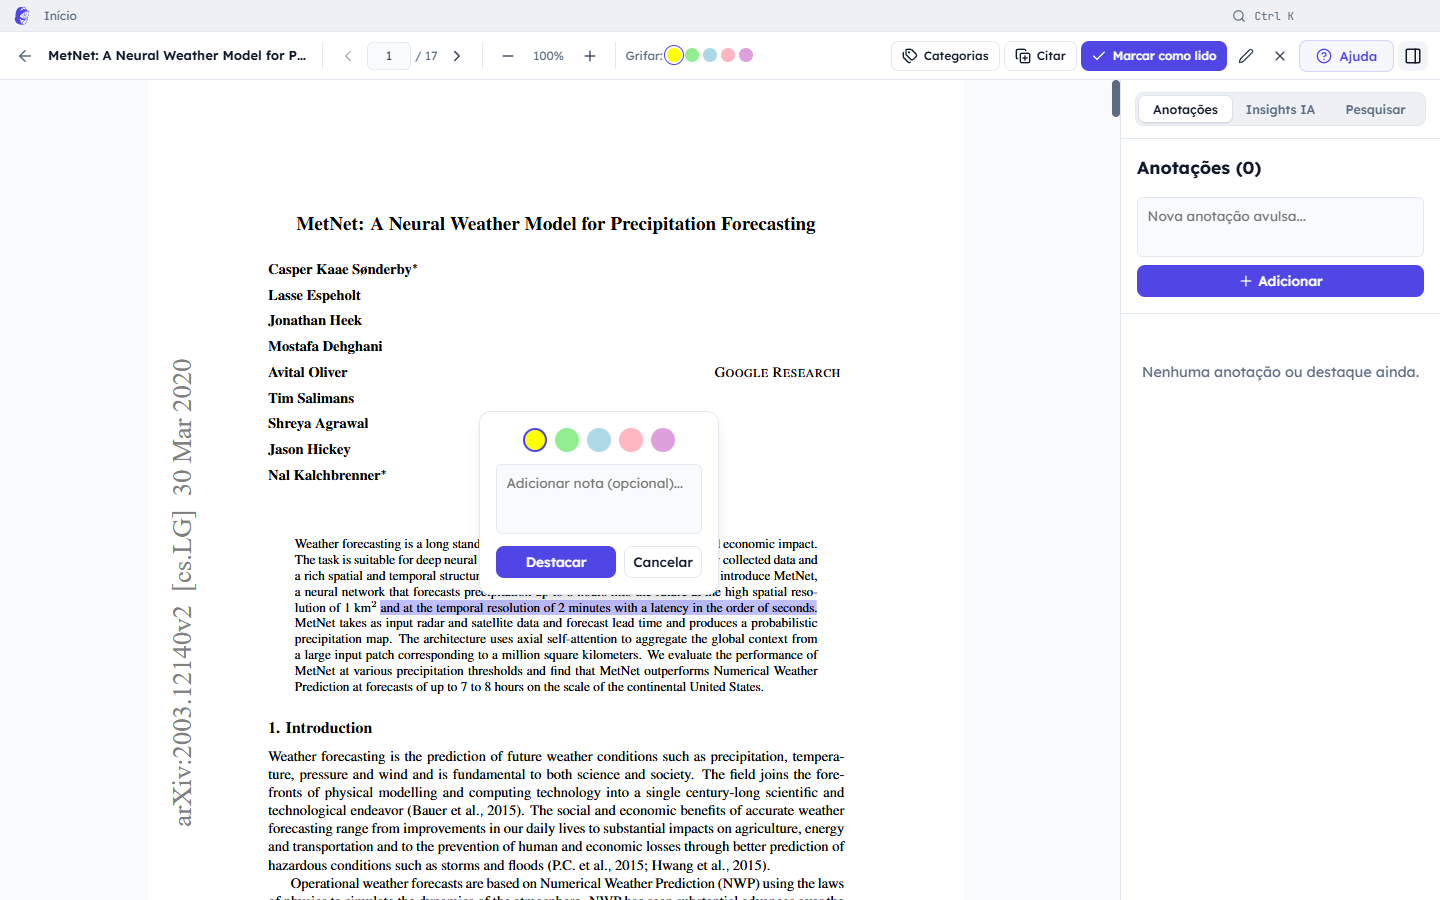 Início
Ctrl K
MetNet: A Neural Weather Model for P...
1 / 17
100%
Grifar:
Categorias
Citar
Marcar como lido
Ajuda
Anotações
Insights IA
Pesquisar
Anotações (0)
Nova anotação avulsa...
+ Adicionar
Nenhuma anotação ou destaque ainda.
MetNet: A Neural Weather Model for Precipitation Forecasting
Casper Kaae Sønderby*
Lasse Espeholt
Jonathan Heek
Mostafa Dehghani
Avital Oliver
GOOGLE RESEARCH
Tim Salimans
Shreya Agrawal
Jason Hickey
Nal Kalchbrenner*
arXiv:2003.12140v2 [cs.LG] 30 Mar 2020
Adicionar nota (opcional)...
Destacar
Cancelar
Weather forecasting is a long stand economic impact.
The task is suitable for deep neural collected data and
a rich spatial and temporal structur introduce MetNet,
a neural network that forecasts high spatial reso-
lution of 1 km² and at the temporal resolution of 2 minutes with a latency in the order of seconds.
MetNet takes as input radar and satellite data and forecast lead time and produces a probabilistic
precipitation map. The architecture uses axial self-attention to aggregate the global context from
a large input patch corresponding to a million square kilometers. We evaluate the performance of
MetNet at various precipitation thresholds and find that MetNet outperforms Numerical Weather
Prediction at forecasts of up to 7 to 8 hours on the scale of the continental United States.
1. Introduction
Weather forecasting is the prediction of future weather conditions such as precipitation, tempera-
ture, pressure and wind and is fundamental to both science and society. The field joins the fore-
fronts of physical modelling and computing technology into a single century-long scientific and
technological endeavor (Bauer et al., 2015). The social and economic benefits of accurate weather
forecasting range from improvements in our daily lives to substantial impacts on agriculture, energy
and transportation and to the prevention of human and economic losses through better prediction of
hazardous conditions such as storms and floods (P.C. et al., 2015; Hwang et al., 2015).
Operational weather forecasts are based on Numerical Weather Prediction (NWP) using the laws